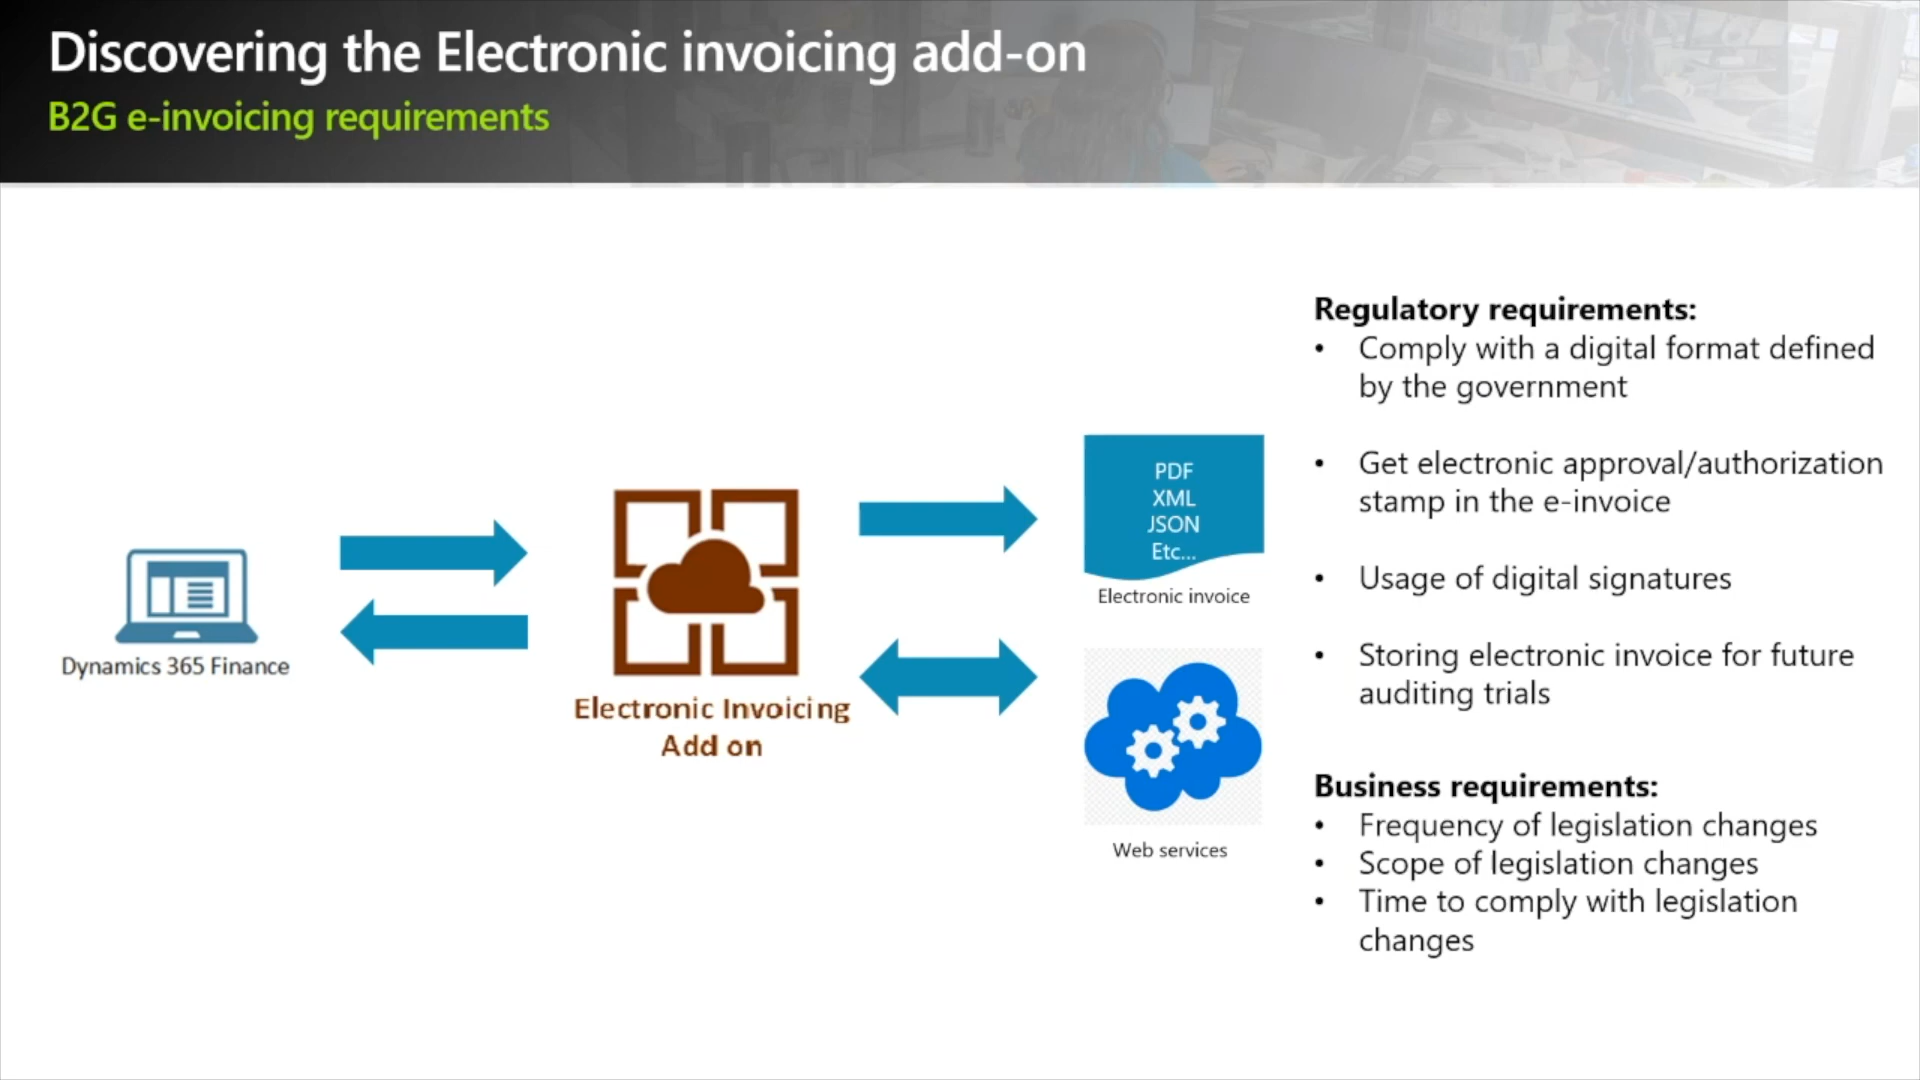 Discovering the Electronic invoicing add-on
B2G e-invoicing requirements
Dynamics 365 Finance
Electronic Invoicing
Add on
PDF
XML
JSON
Etc...
Electronic invoice
Web services
Regulatory requirements:
• Comply with a digital format defined
by the government
• Get electronic approval/authorization
stamp in the e-invoice
• Usage of digital signatures
• Storing electronic invoice for future
auditing trials
Business requirements:
• Frequency of legislation changes
• Scope of legislation changes
• Time to comply with legislation
changes